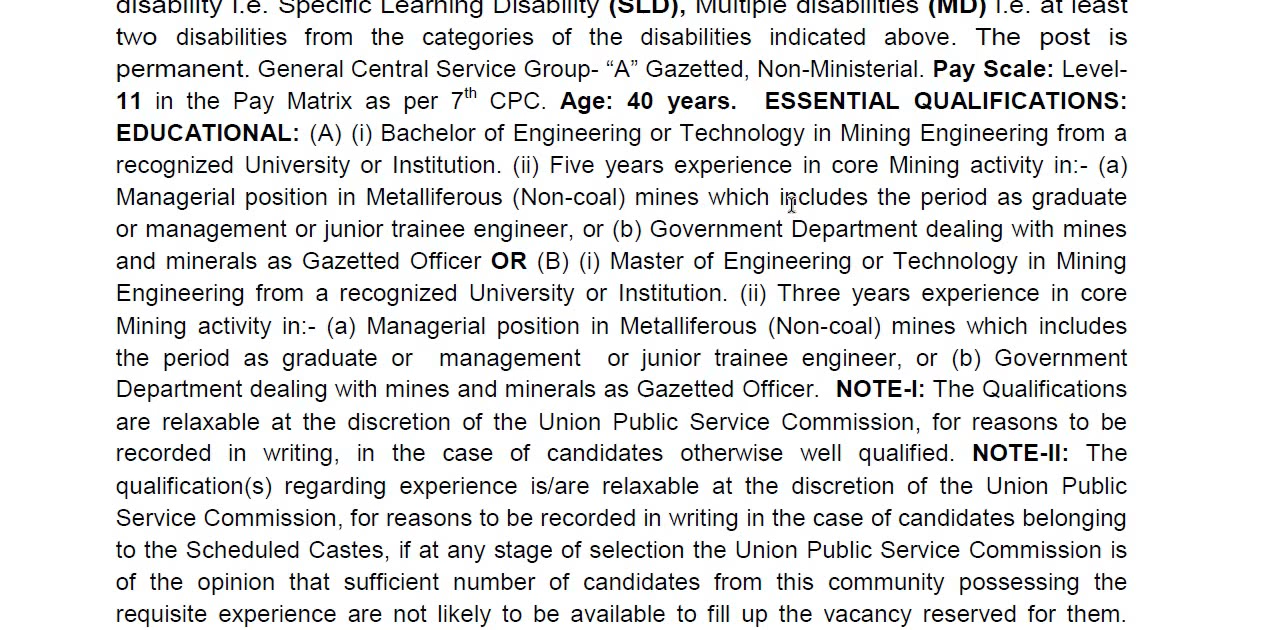 disability i.e. Specific Learning Disability (SLD), Multiple disabilities (MD) i.e. at least
two disabilities from the categories of the disabilities indicated above. The post is
permanent. General Central Service Group- “A” Gazetted, Non-Ministerial. Pay Scale: Level-
11 in the Pay Matrix as per 7th CPC. Age: 40 years. ESSENTIAL QUALIFICATIONS:
EDUCATIONAL: (A) (i) Bachelor of Engineering or Technology in Mining Engineering from a
recognized University or Institution. (ii) Five years experience in core Mining activity in:- (a)
Managerial position in Metalliferous (Non-coal) mines which includes the period as graduate
or management or junior trainee engineer, or (b) Government Department dealing with mines
and minerals as Gazetted Officer OR (B) (i) Master of Engineering or Technology in Mining
Engineering from a recognized University or Institution. (ii) Three years experience in core
Mining activity in:- (a) Managerial position in Metalliferous (Non-coal) mines which includes
the period as graduate or management or junior trainee engineer, or (b) Government
Department dealing with mines and minerals as Gazetted Officer. NOTE-I: The Qualifications
are relaxable at the discretion of the Union Public Service Commission, for reasons to be
recorded in writing, in the case of candidates otherwise well qualified. NOTE-II: The
qualification(s) regarding experience is/are relaxable at the discretion of the Union Public
Service Commission, for reasons to be recorded in writing in the case of candidates belonging
to the Scheduled Castes, if at any stage of selection the Union Public Service Commission is
of the opinion that sufficient number of candidates from this community possessing the
requisite experience are not likely to be available to fill up the vacancy reserved for them.